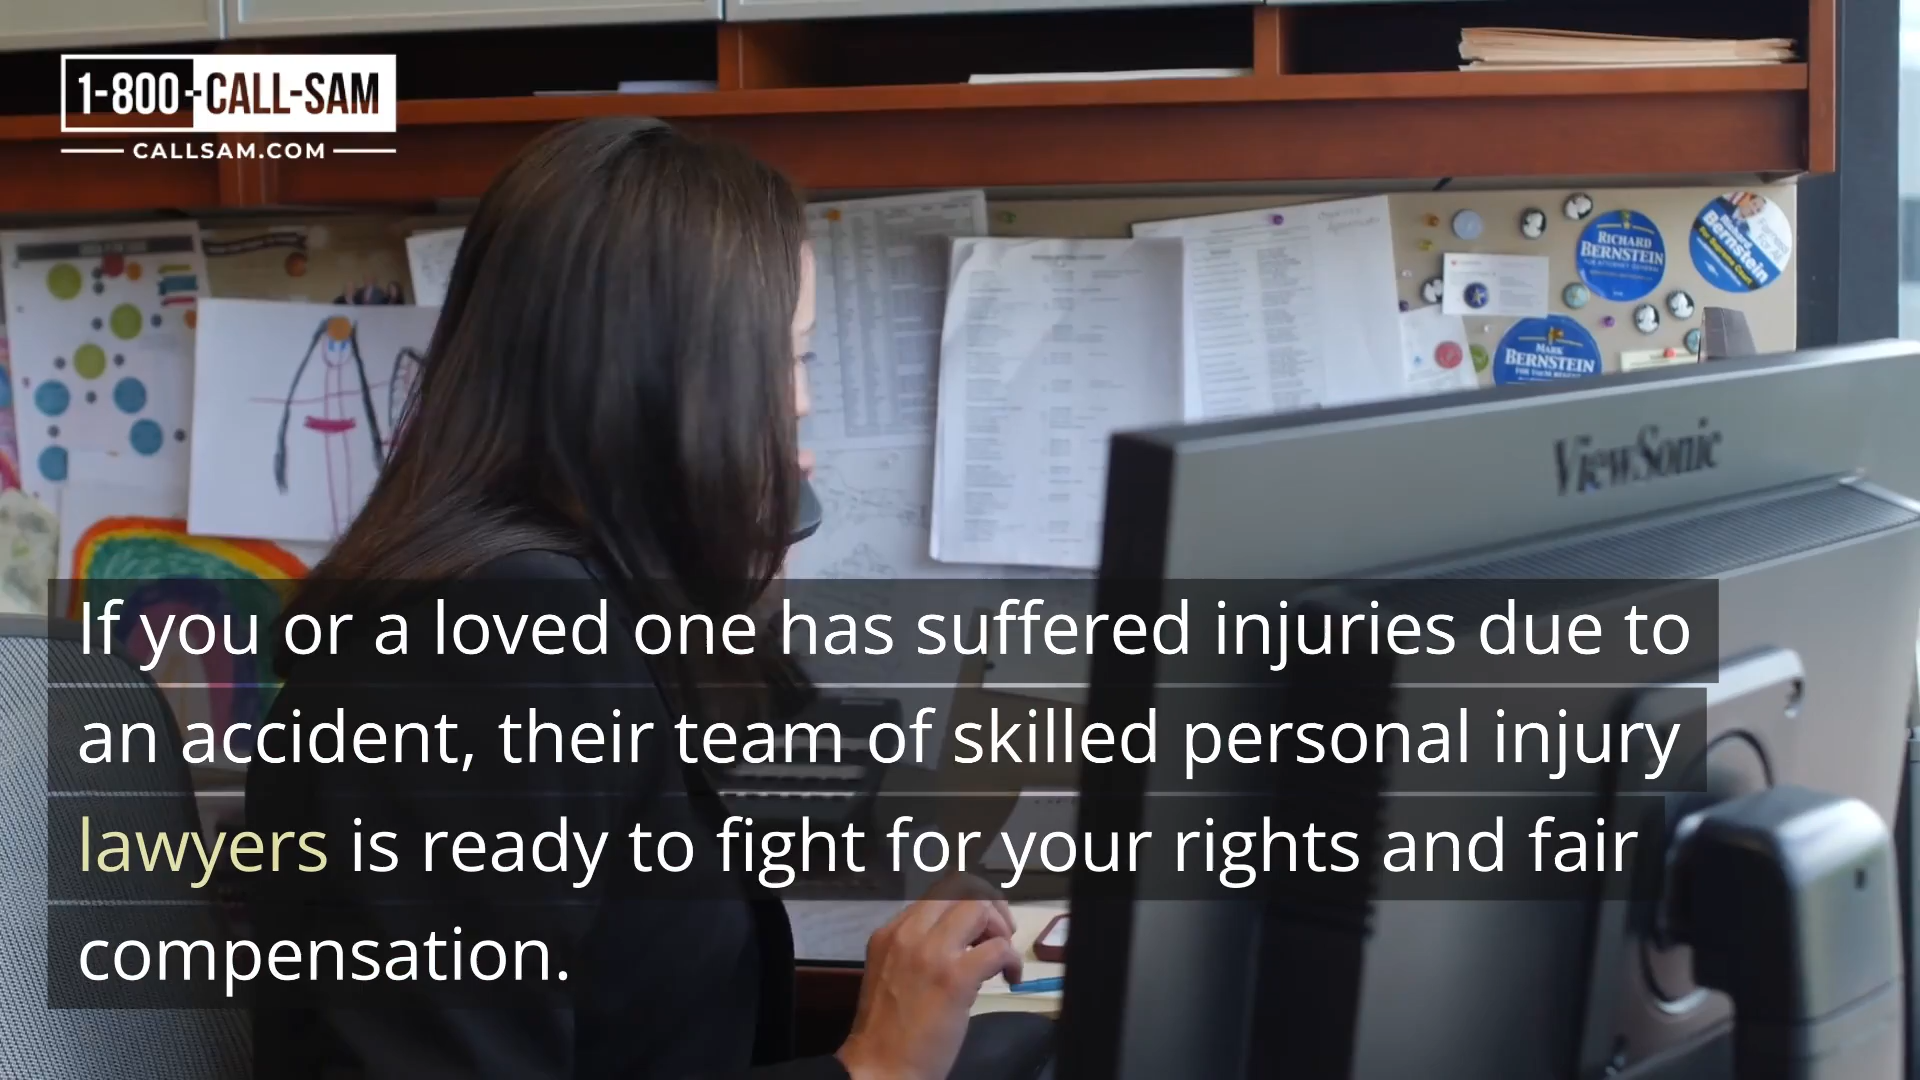 1-800-CALL-SAM
CALLSAM.COM
RICHARD
BERNSTEIN
Richard
Bernstein
MARK
BERNSTEIN
ViewSonic
If you or a loved one has suffered injuries due to
an accident, their team of skilled personal injury
lawyers is ready to fight for your rights and fair
compensation.